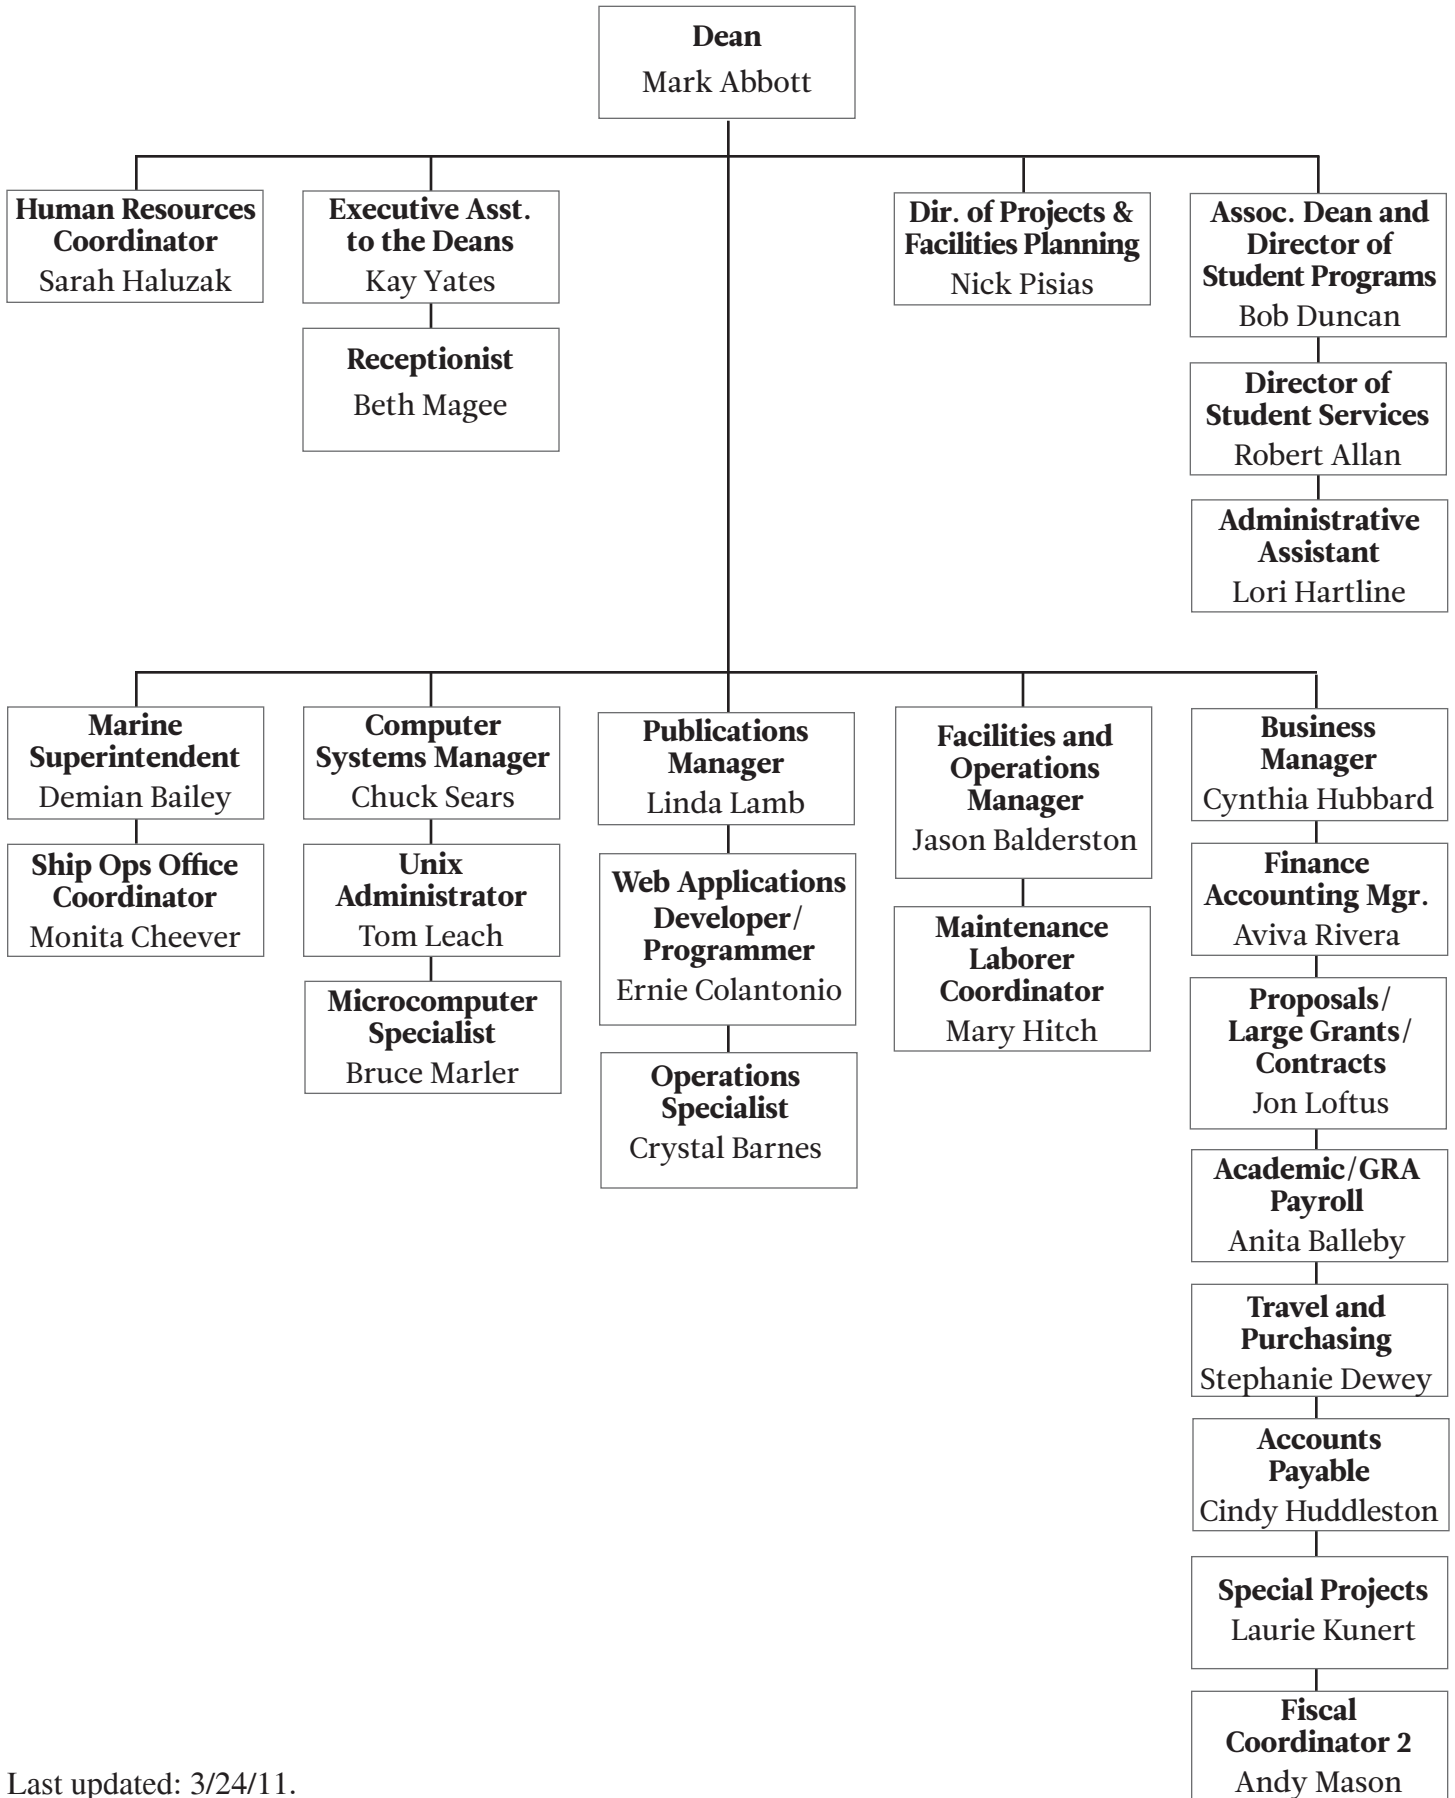 Dean
Mark Abbott
Human Resources
Coordinator
Sarah Haluzak
Executive Asst.
to the Deans
Kay Yates
Receptionist
Beth Magee
Dir. of Projects &
Facilities Planning
Nick Pisias
Assoc. Dean and
Director of
Student Programs
Bob Duncan
Director of
Student Services
Robert Allan
Administrative
Assistant
Lori Hartline
Marine
Superintendent
Demian Bailey
Ship Ops Office
Coordinator
Monita Cheever
Computer
Systems Manager
Chuck Sears
Unix
Administrator
Tom Leach
Microcomputer
Specialist
Bruce Marler
Publications
Manager
Linda Lamb
Web Applications
Developer/
Programmer
Ernie Colantonio
Operations
Specialist
Crystal Barnes
Facilities and
Operations
Manager
Jason Balderston
Maintenance
Laborer
Coordinator
Mary Hitch
Business
Manager
Cynthia Hubbard
Finance
Accounting Mgr.
Aviva Rivera
Proposals/
Large Grants/
Contracts
Jon Loftus
Academic/GRA
Payroll
Anita Balleby
Travel and
Purchasing
Stephanie Dewey
Accounts
Payable
Cindy Huddleston
Special Projects
Laurie Kunert
Fiscal
Coordinator 2
Andy Mason
Last updated: 3/24/11.